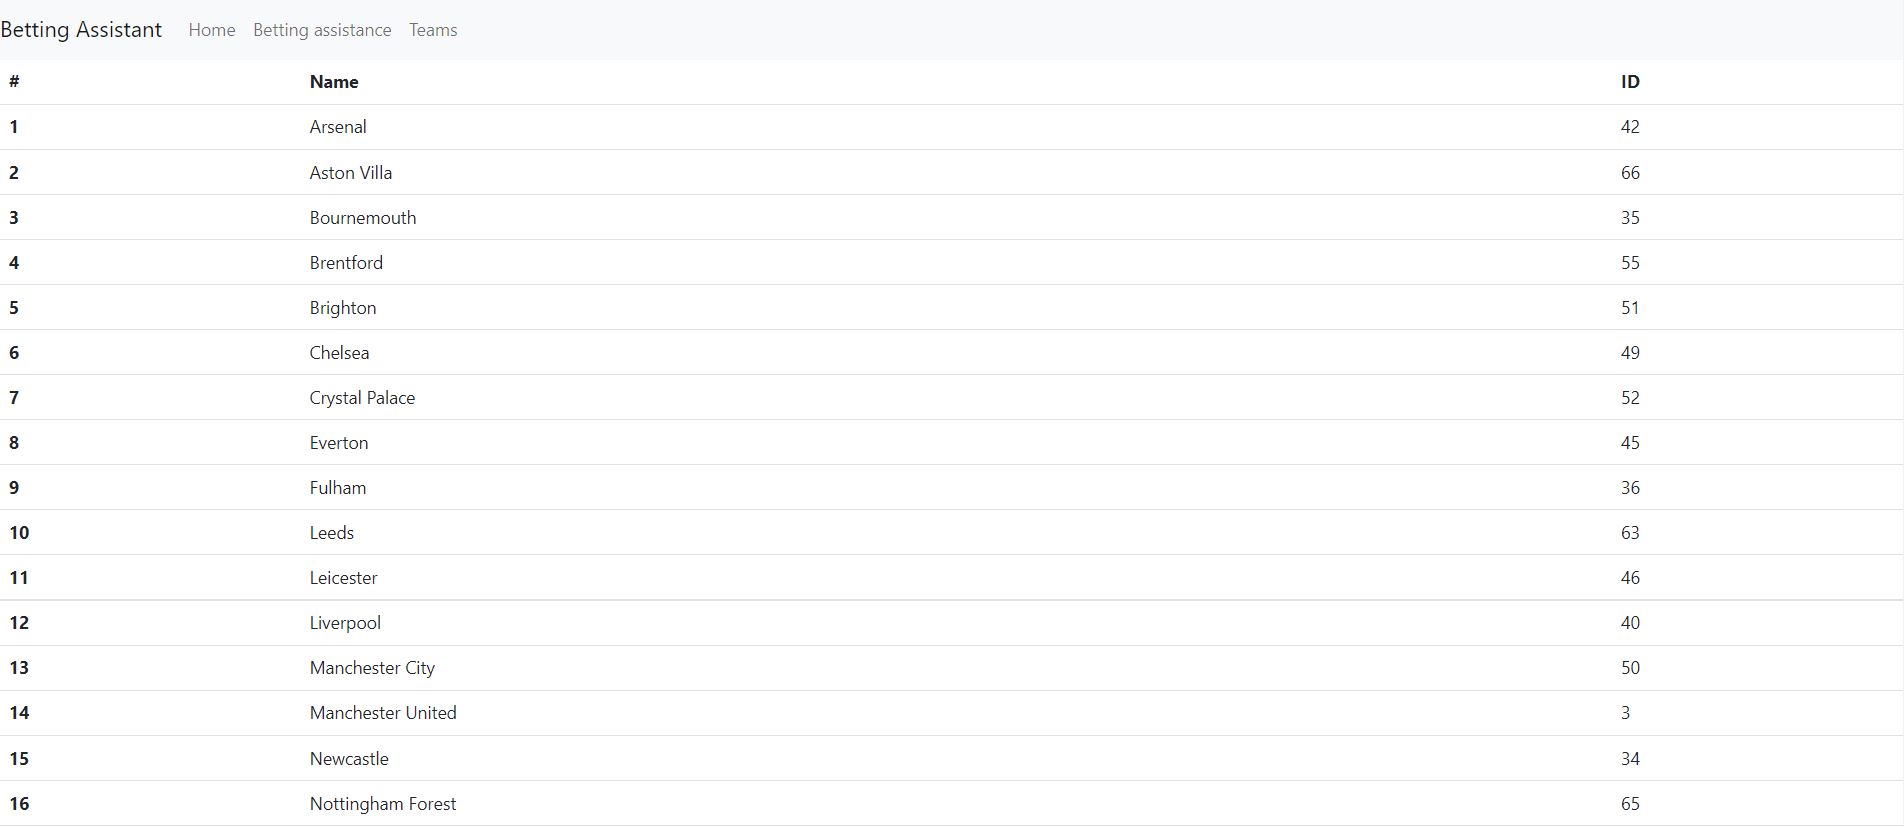 Betting Assistant Home Betting assistance Teams
# Name ID
1 Arsenal 42
2 Aston Villa 66
3 Bournemouth 35
4 Brentford 55
5 Brighton 51
6 Chelsea 49
7 Crystal Palace 52
8 Everton 45
9 Fulham 36
10 Leeds 63
11 Leicester 46
12 Liverpool 40
13 Manchester City 50
14 Manchester United 3
15 Newcastle 34
16 Nottingham Forest 65